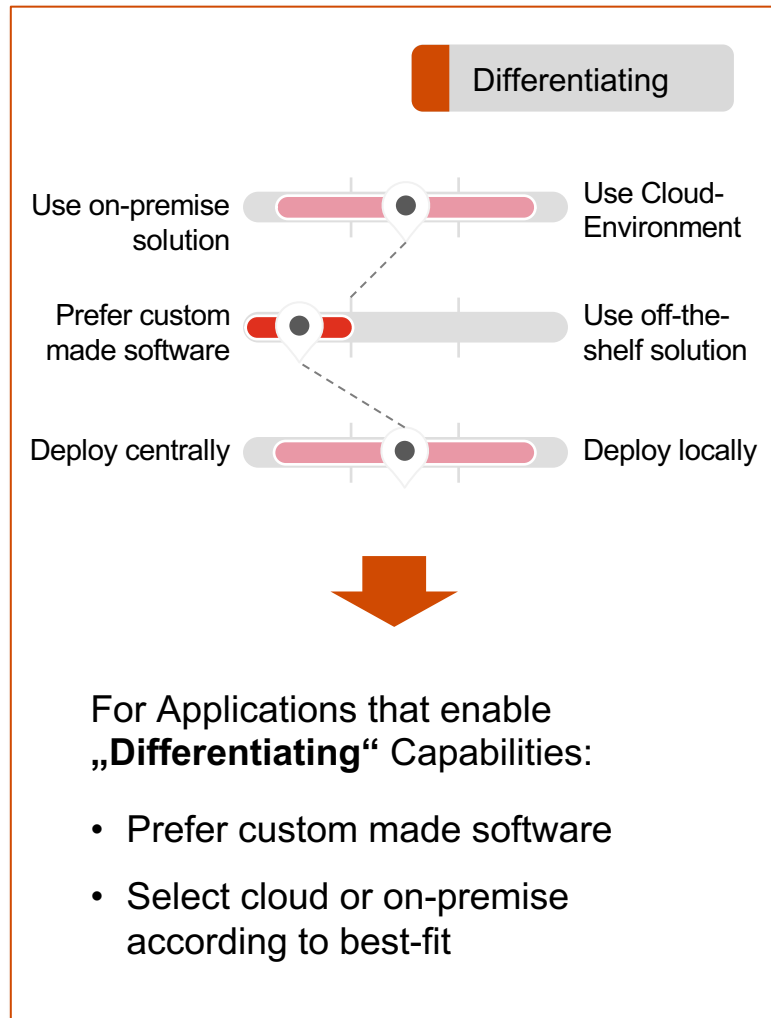 Differentiating
Use on-premise
solution
Use Cloud-
Environment
Prefer custom
made software
Use off-the-
shelf solution
Deploy centrally
Deploy locally
For Applications that enable
„Differentiating“ Capabilities:
• Prefer custom made software
• Select cloud or on-premise
according to best-fit